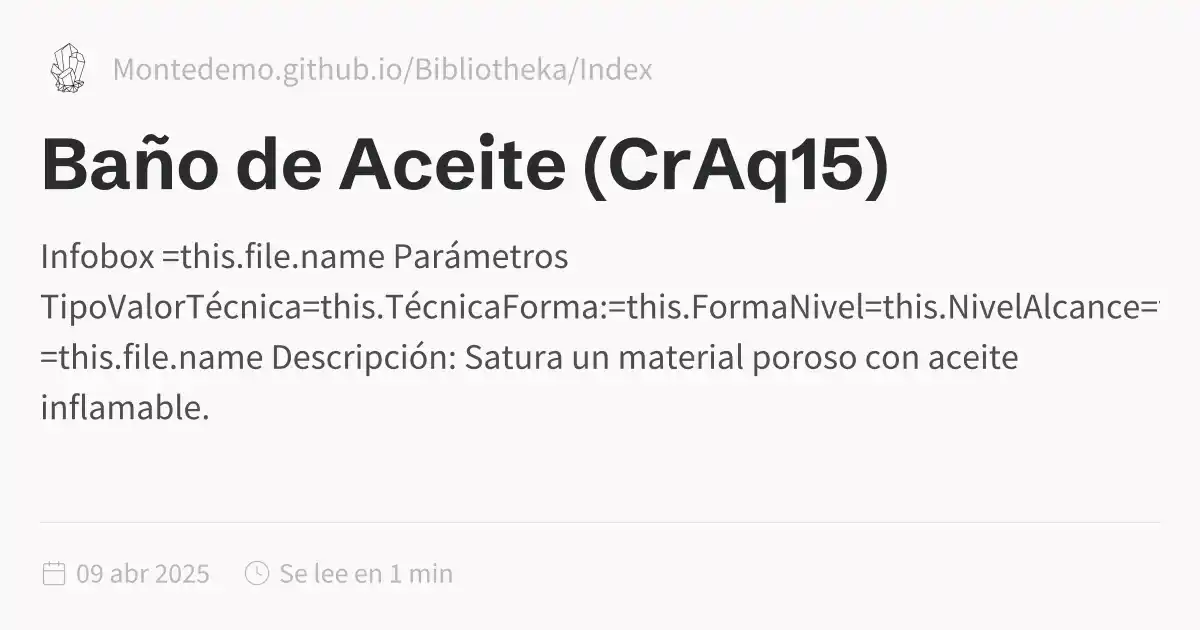 Montedemo.github.io/Bibliotheka/Index
Baño de Aceite (CrAq15)
Infobox =this.file.name Parámetros
TipoValorTécnica=this.TécnicaForma:=this.FormaNivel=this.NivelAlcance=
=this.file.name Descripción: Satura un material poroso con aceite
inflamable.
09 abr 2025
Se lee en 1 min